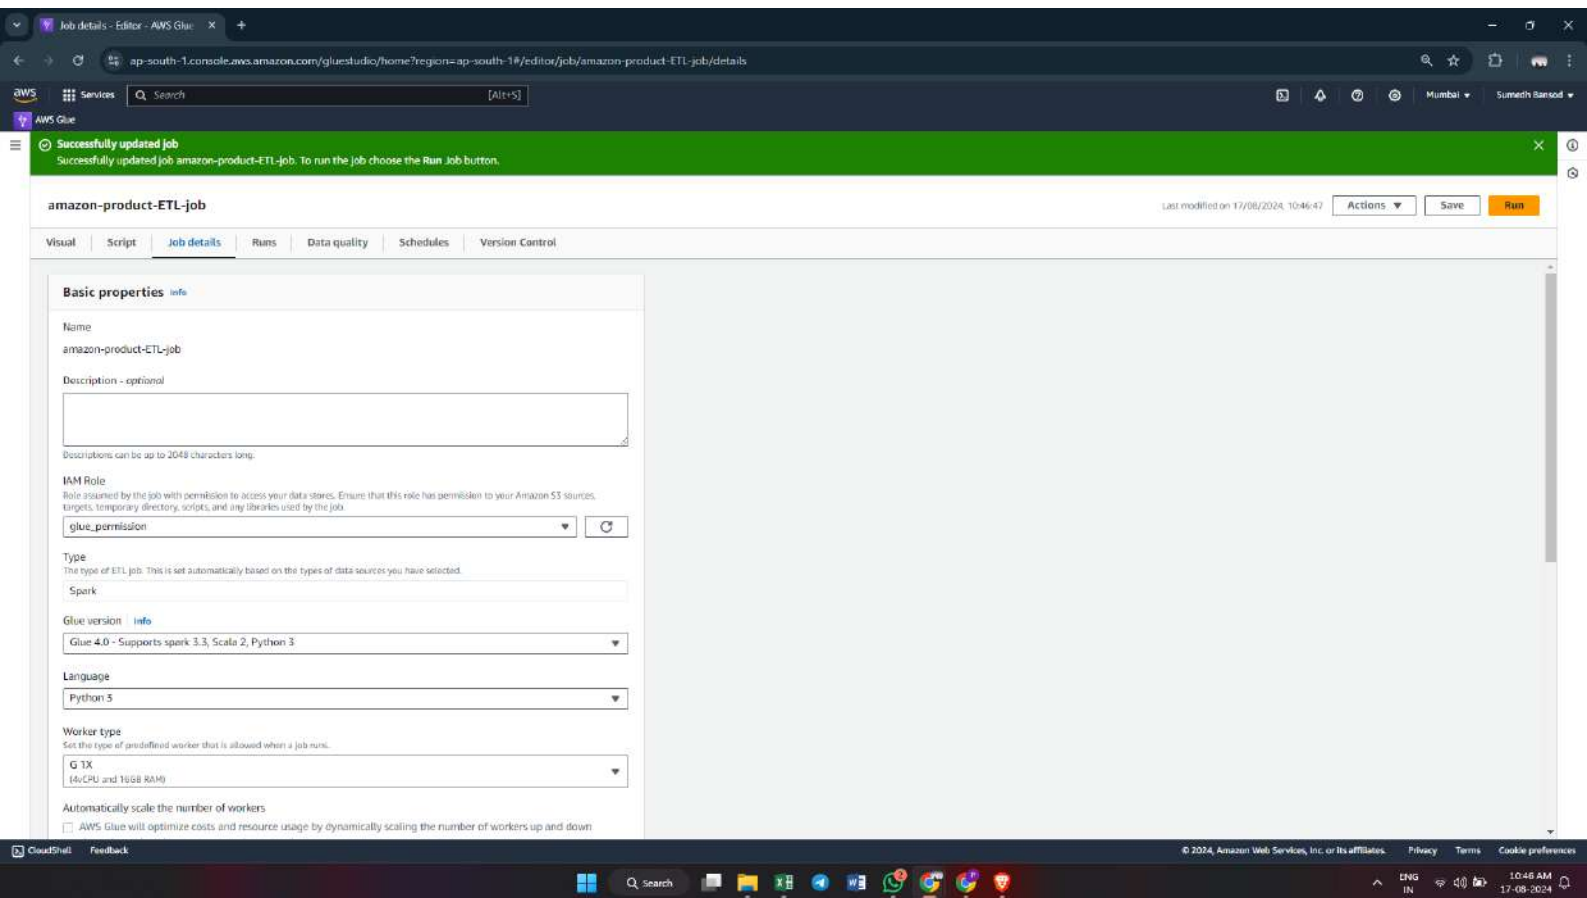 Job details - Editor - AWS Glue
ap-south-1.console.aws.amazon.com/gluestudio/home?region=ap-south-1#/editor/job/amazon-product-ETL-job/details
aws Services Search [Alt+S] Mumbai Sumedh Bansod
AWS Glue
Successfully updated job
Successfully updated job amazon-product-ETL-job. To run the job choose the Run Job button.
amazon-product-ETL-job Last modified on 17/08/2024, 10:46:47 Actions Save Run
Visual Script Job details Runs Data quality Schedules Version Control
Basic properties Info
Name
amazon-product-ETL-job
Description - optional
Descriptions can be up to 2048 characters long.
IAM Role
Role assumed by the job with permission to access your data stores. Ensure that this role has permission to your Amazon S3 sources,
targets, temporary directory, scripts, and any libraries used by the job.
glue_permission
Type
The type of ETL job. This is set automatically based on the types of data sources you have selected.
Spark
Glue version Info
Glue 4.0 - Supports spark 3.3, Scala 2, Python 3
Language
Python 3
Worker type
Set the type of predefined worker that is allowed when a job runs.
G 1X
(4vCPU and 16GB RAM)
Automatically scale the number of workers
AWS Glue will optimize costs and resource usage by dynamically scaling the number of workers up and down
CloudShell Feedback © 2024, Amazon Web Services, Inc. or its affiliates. Privacy Terms Cookie preferences
Search ENG 10:46 AM
IN 17-08-2024